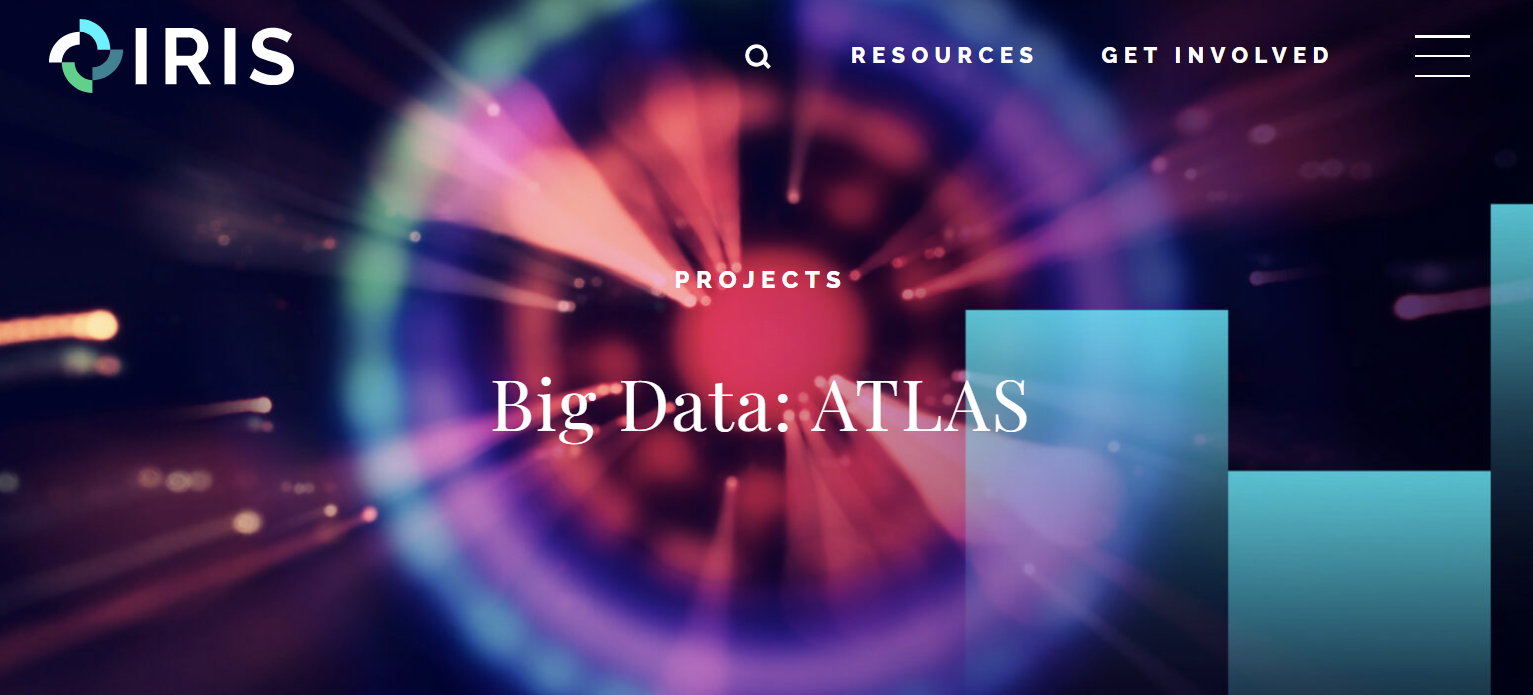 IRIS
RESOURCES
GET INVOLVED
PROJECTS
Big Data: ATLAS